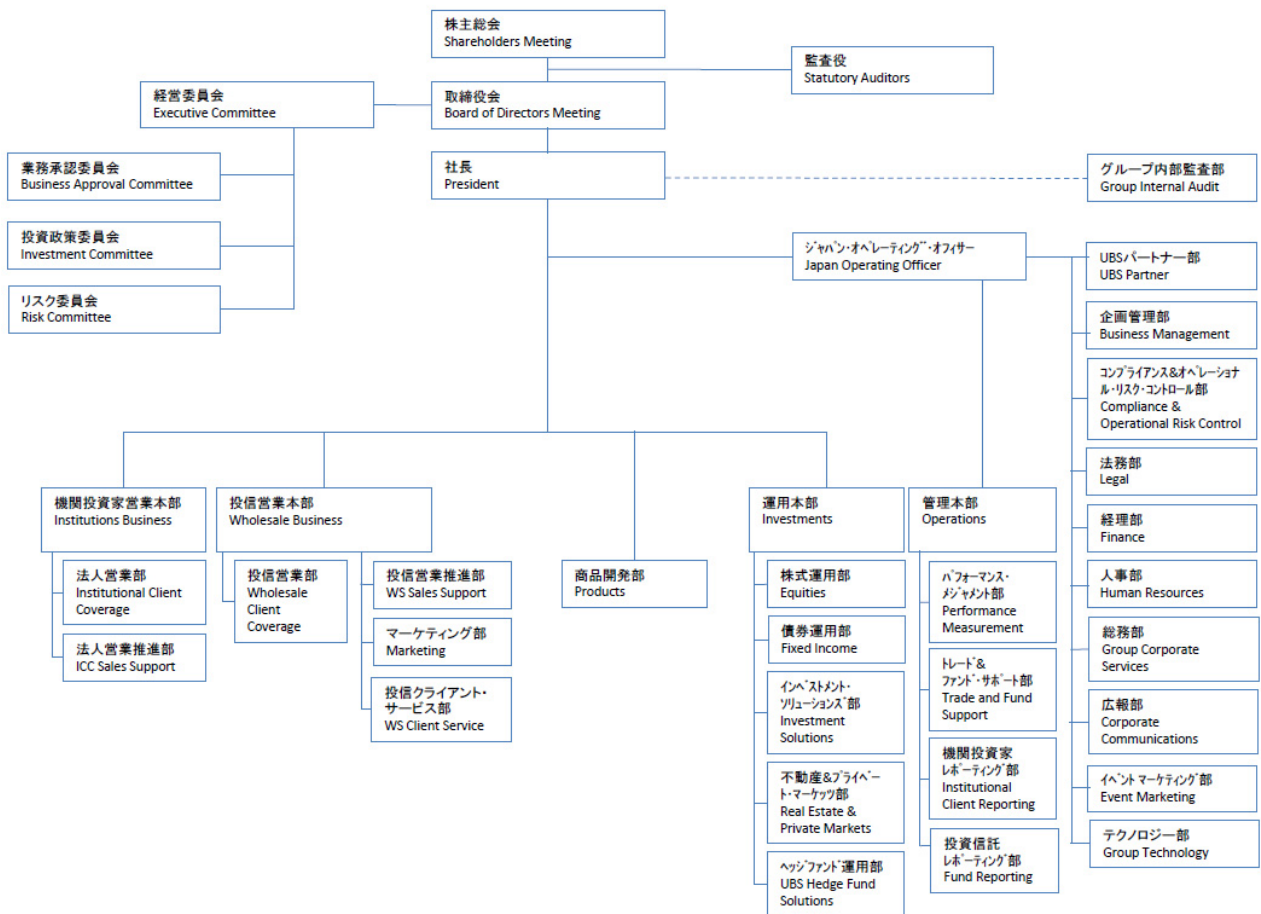 株主総会
Shareholders Meeting
監査役
Statutory Auditors
経営委員会
Executive Committee
取締役会
Board of Directors Meeting
業務承認委員会
Business Approval Committee
社長
President
グループ内部監査部
Group Internal Audit
投資政策委員会
Investment Committee
リスク委員会
Risk Committee
ｼﾞｬﾊﾟﾝ・ｵﾍﾟﾚｰティﾝｸﾞ・ｵﾌｨｻｰ
Japan Operating Officer
UBSパートナー部
UBS Partner
企画管理部
Business Management
ｺﾝﾌﾟﾗｲｱﾝｽ&ｵﾍﾟﾚｰｼｮﾅ
ﾙ・ﾘｽｸ・ｺﾝﾄﾛｰﾙ部
Compliance &
Operational Risk Control
法務部
Legal
経理部
Finance
人事部
Human Resources
総務部
Group Corporate
Services
広報部
Corporate
Communications
ｲﾍﾞﾝﾄ ﾏｰｹﾃｨﾝｸﾞ部
Event Marketing
テクノロジー部
Group Technology
機関投資家営業本部
Institutions Business
法人営業部
Institutional Client
Coverage
法人営業推進部
ICC Sales Support
投信営業本部
Wholesale Business
投信営業部
Wholesale
Client
Coverage
投信営業推進部
WS Sales Support
マーケティング部
Marketing
投信クライアント・
サービス部
WS Client Service
商品開発部
Products
運用本部
Investments
株式運用部
Equities
債券運用部
Fixed Income
ｲﾝﾍﾞｽﾄﾒﾝﾄ・
ｿﾘｭｰｼｮﾝｽﾞ部
Investment
Solutions
不動産&ﾌﾟﾗｲﾍﾞｰ
ﾄ・ﾏｰｹｯﾂ部
Real Estate &
Private Markets
ﾍｯｼﾞﾌｧﾝﾄﾞ運用部
UBS Hedge Fund
Solutions
管理本部
Operations
ﾊﾟﾌｫｰﾏﾝｽ・
ﾒｼﾞｬﾒﾝﾄ部
Performance
Measurement
ﾄﾚｰﾄﾞ&
ﾌｧﾝﾄﾞ・ｻﾎﾟｰﾄ部
Trade and Fund
Support
機関投資家
ﾚﾎﾟｰﾃｨﾝｸﾞ部
Institutional
Client Reporting
投資信託
ﾚﾎﾟｰﾃｨﾝｸﾞ部
Fund Reporting